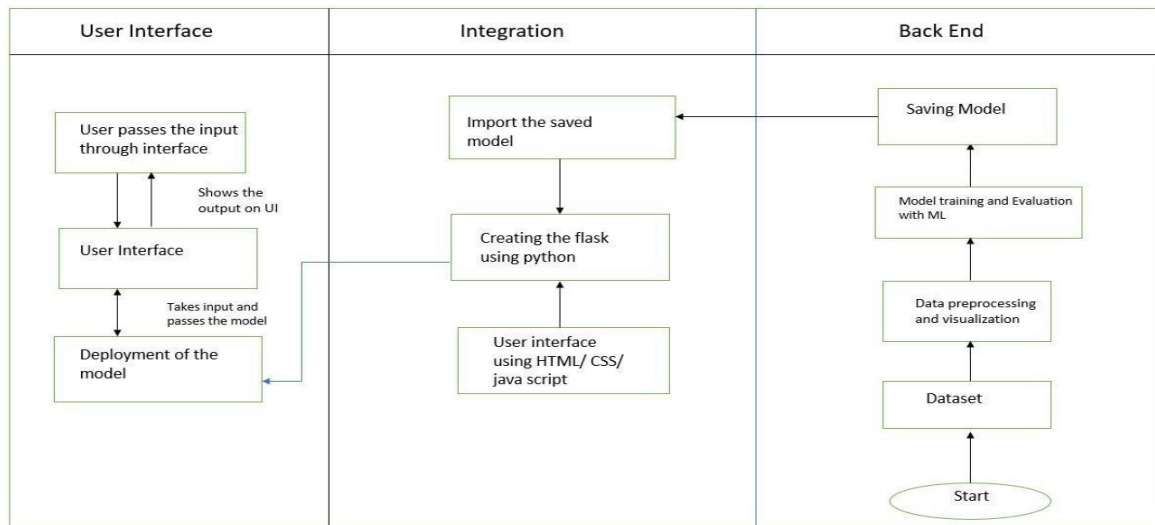 User Interface
Integration
Back End
User passes the input
through interface
Shows the
output on UI
User Interface
Takes input and
passes the model
Deployment of the
model
Import the saved
model
Creating the flask
using python
User interface
using HTML/ CSS/
java script
Saving Model
Model training and Evaluation
with ML
Data preprocessing
and visualization
Dataset
Start